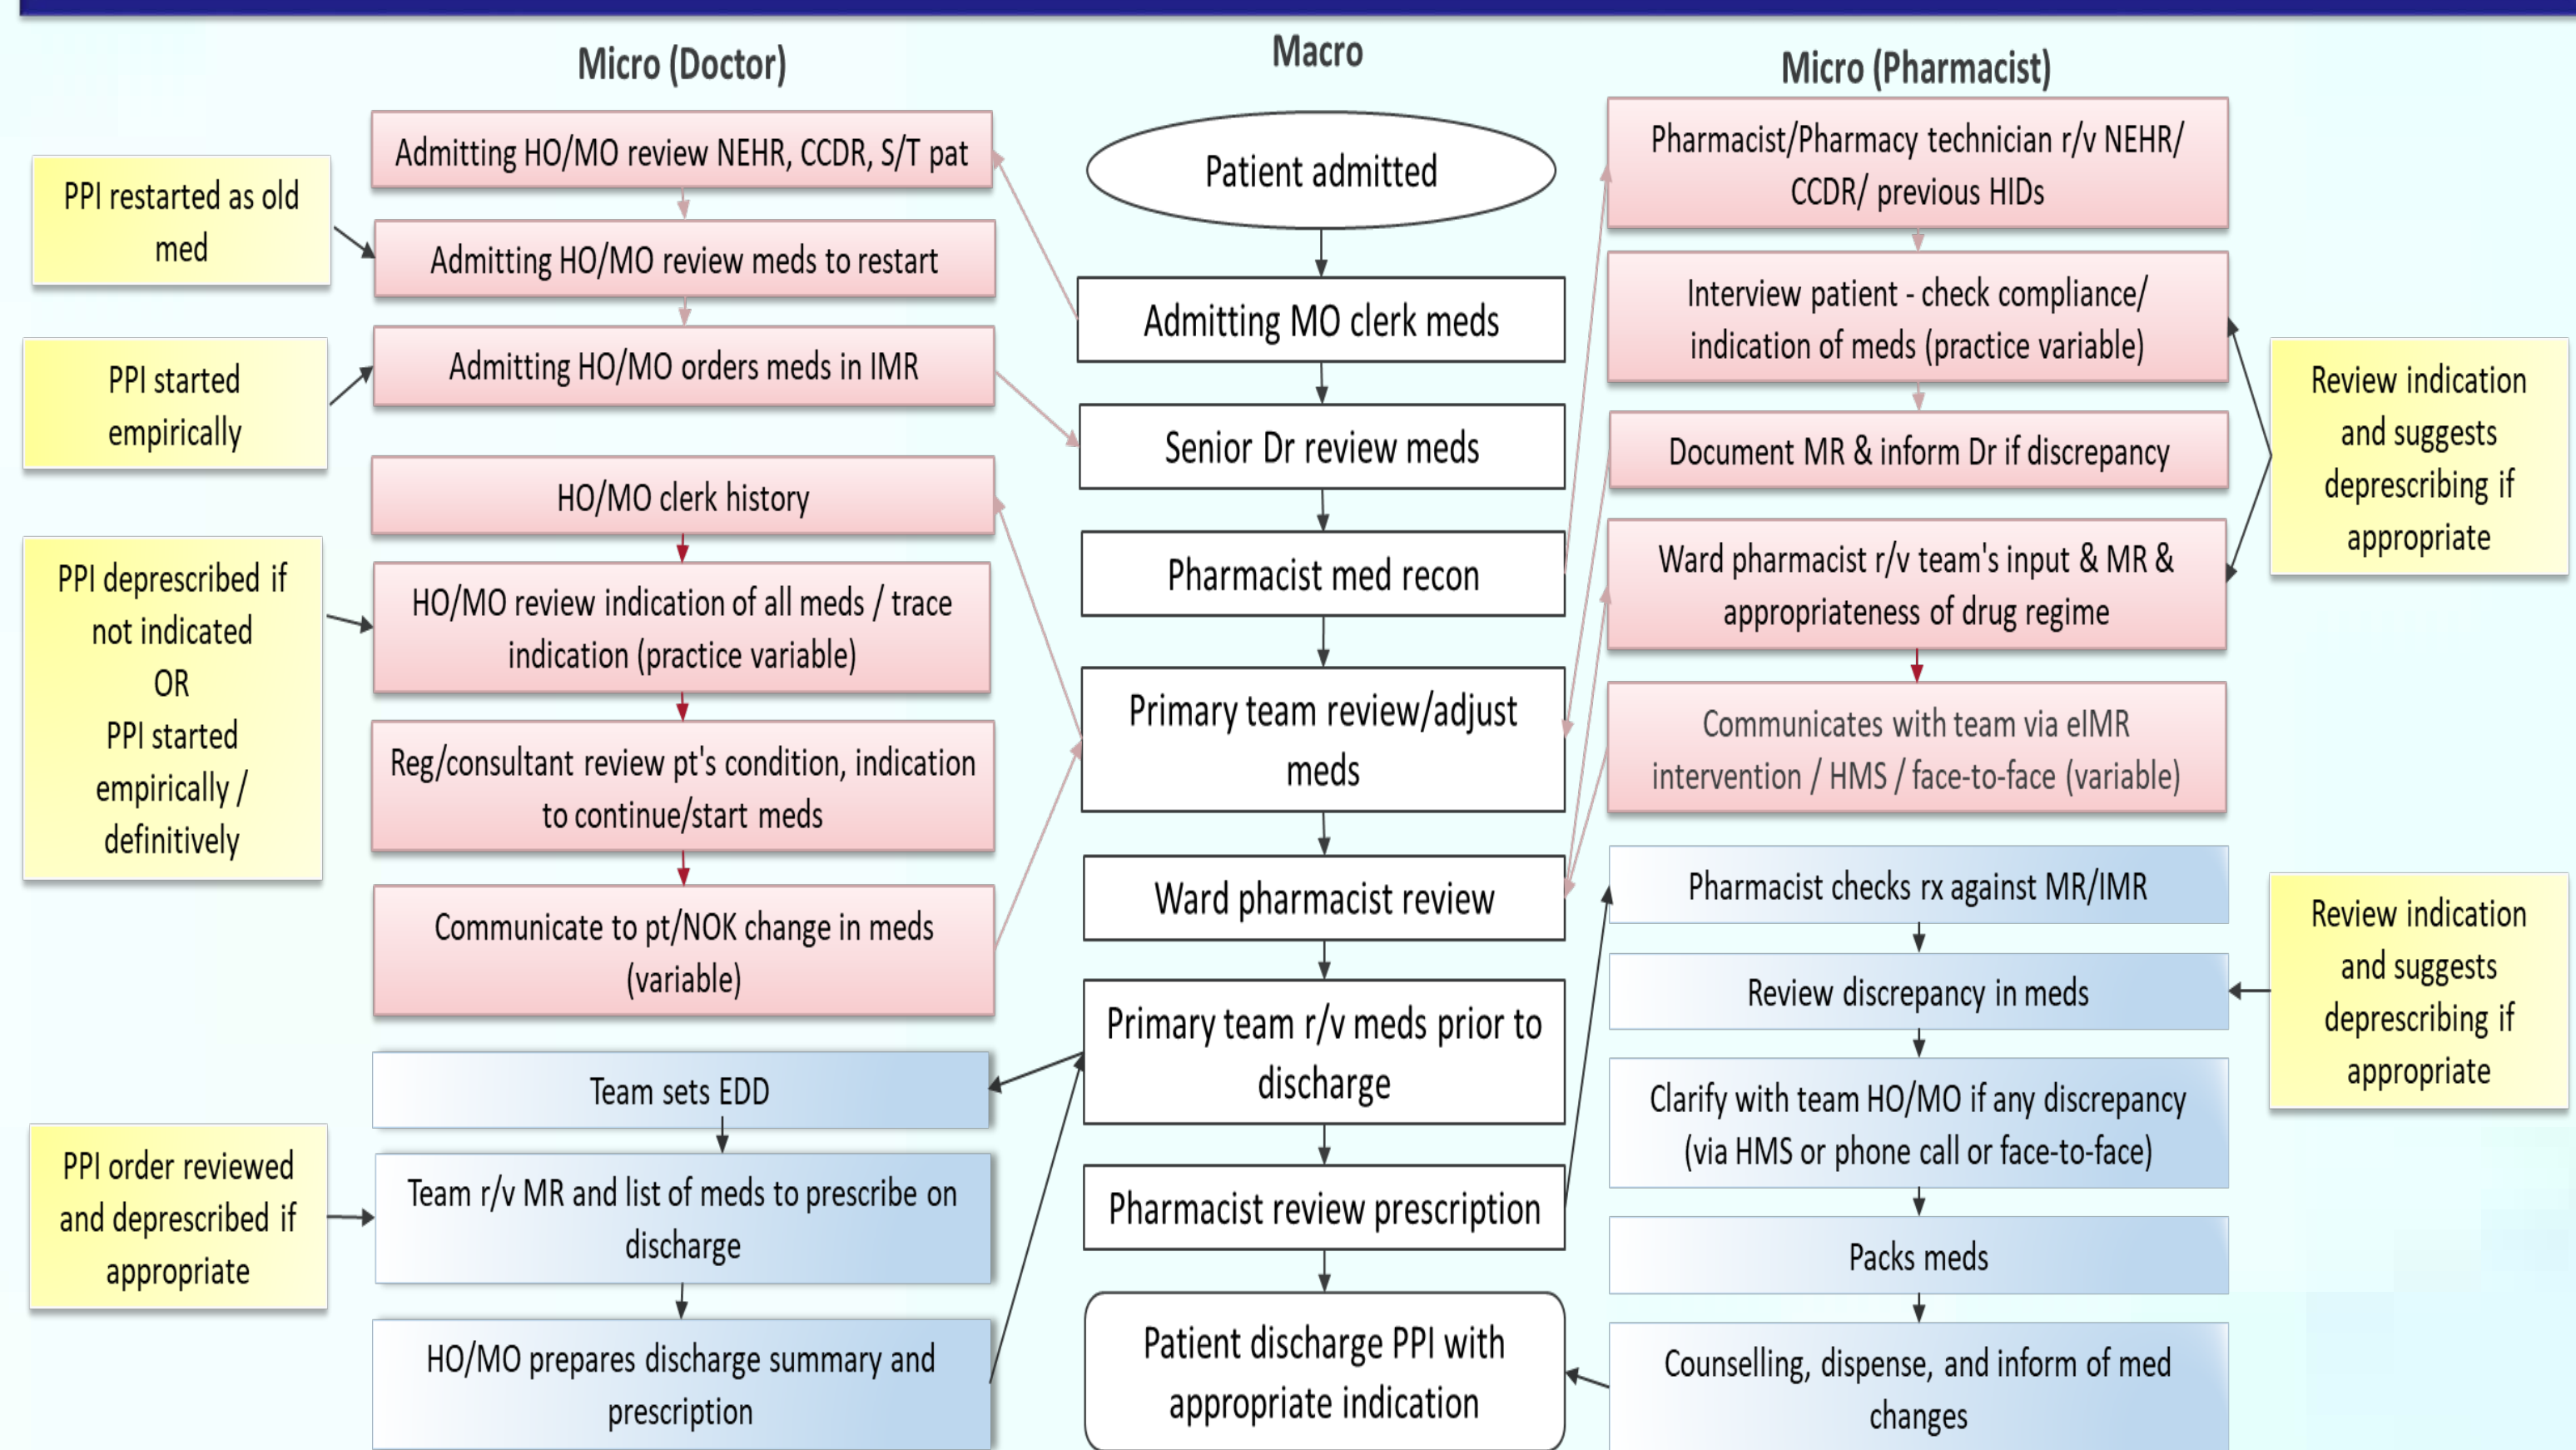 Micro (Doctor)
Macro
Micro (Pharmacist)
PPI restarted as old
med
PPI started
empirically
PPI deprescribed if
not indicated
OR
PPI started
empirically /
definitively
PPI order reviewed
and deprescribed if
appropriate
Admitting HO/MO review NEHR, CCDR, S/T pat
Admitting HO/MO review meds to restart
Admitting HO/MO orders meds in IMR
HO/MO clerk history
HO/MO review indication of all meds / trace
indication (practice variable)
Reg/consultant review pt's condition, indication
to continue/start meds
Communicate to pt/NOK change in meds
(variable)
Team sets EDD
Team r/v MR and list of meds to prescribe on
discharge
HO/MO prepares discharge summary and
prescription
Patient admitted
Admitting MO clerk meds
Senior Dr review meds
Pharmacist med recon
Primary team review/adjust
meds
Ward pharmacist review
Primary team r/v meds prior to
discharge
Pharmacist review prescription
Patient discharge PPI with
appropriate indication
Pharmacist/Pharmacy technician r/v NEHR/
CCDR/ previous HIDs
Interview patient - check compliance/
indication of meds (practice variable)
Document MR & inform Dr if discrepancy
Ward pharmacist r/v team's input & MR &
appropriateness of drug regime
Communicates with team via eIMR
intervention / HMS / face-to-face (variable)
Pharmacist checks rx against MR/IMR
Review discrepancy in meds
Clarify with team HO/MO if any discrepancy
(via HMS or phone call or face-to-face)
Packs meds
Counselling, dispense, and inform of med
changes
Review indication
and suggests
deprescribing if
appropriate
Review indication
and suggests
deprescribing if
appropriate